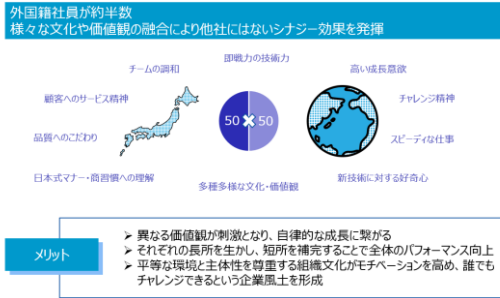 外国籍社員が約半数
様々な文化や価値観の融合により他社にはないシナジー効果を発揮
即戦力の技術力
チームの調和
高い成長意欲
顧客へのサービス精神
チャレンジ精神
50 × 50
品質へのこだわり
スピーディな仕事
日本式マナー・商習慣への理解
多種多様な文化・価値観
新技術に対する好奇心
メリット
➢ 異なる価値観が刺激となり、自律的な成長に繋がる
➢ それぞれの長所を生かし、短所を補完することで全体のパフォーマンス向上
➢ 平等な環境と主体性を尊重する組織文化がモチベーションを高め、誰でも
チャレンジできるという企業風土を形成